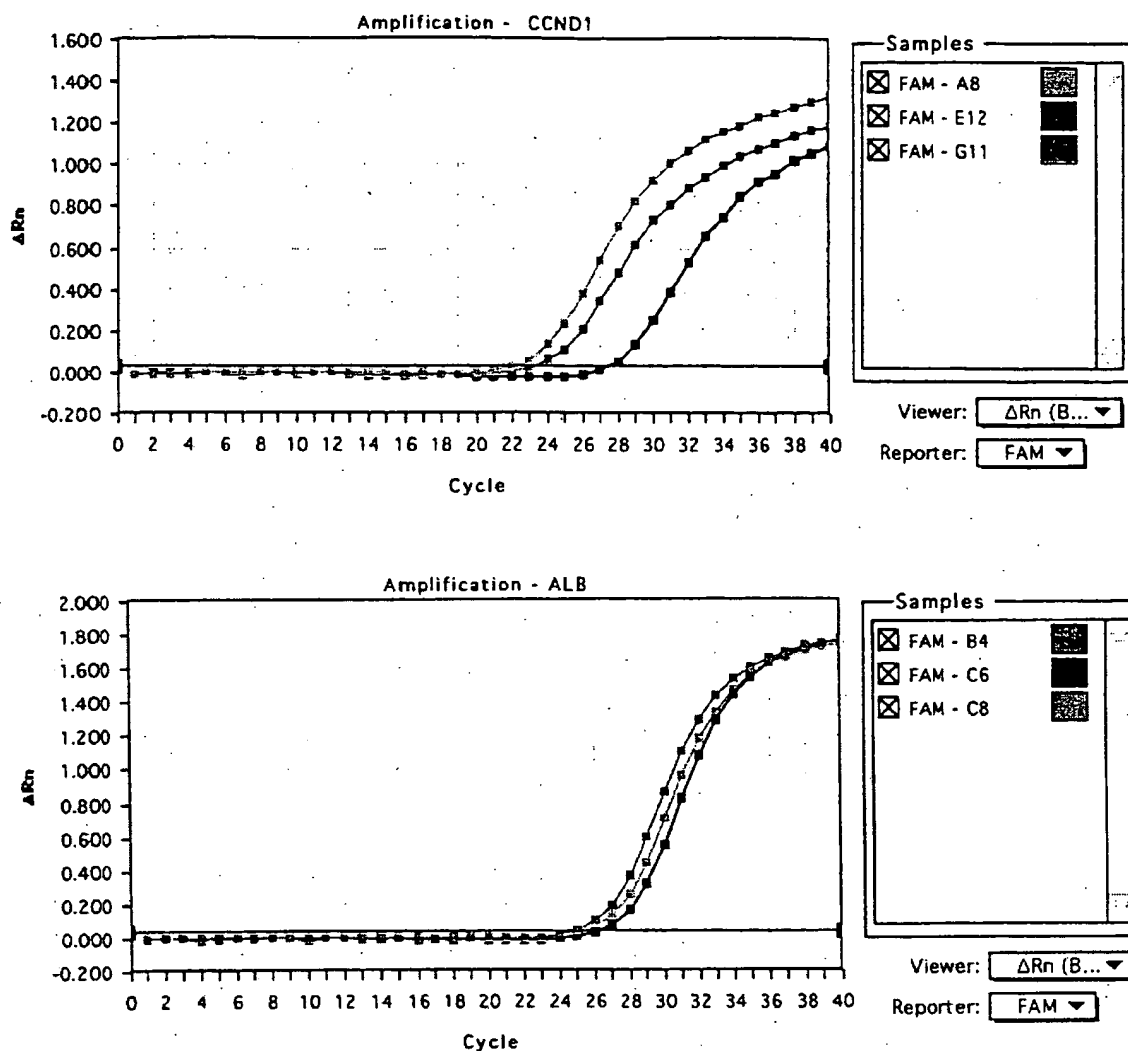 Amplification - CCND1
1.600
1.400
1.200
1.000
0.800
0.600
0.400
0.200
0.000
-0.200
ΔRn
0 2 4 6 8 10 12 14 16 18 20 22 23 26 28 30 32 34 36 38 40
Cycle
Samples
FAM - A8
FAM - E12
FAM - G11
Viewer: ΔRn (B... ▼
Reporter: FAM ▼
Amplification - ALB
2.000
1.800
1.600
1.400
1.200
1.000
0.800
0.600
0.400
0.200
0.000
-0.200
ΔRn
0 2 4 6 8 10 12 14 16 18 20 22 24 26 28 30 32 34 36 38 40
Cycle
Samples
FAM - B4
FAM - C6
FAM - C8
Viewer: ΔRn (B... ▼
Reporter: FAM ▼